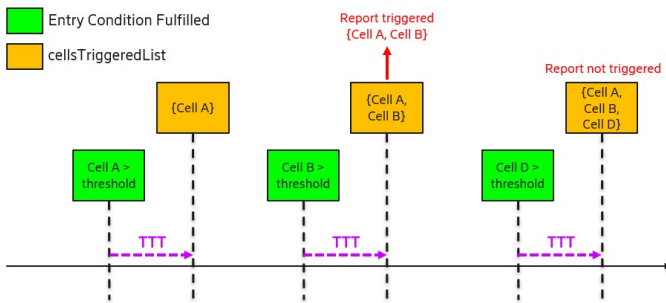 Entry Condition Fulfilled
cellsTriggeredList
Report triggered
{Cell A, Cell B}
Report not triggered
{Cell A}
{Cell A,
Cell B}
{Cell A,
Cell B,
Cell D}
Cell A >
threshold
Cell B >
threshold
Cell D >
threshold
TTT
TTT
TTT